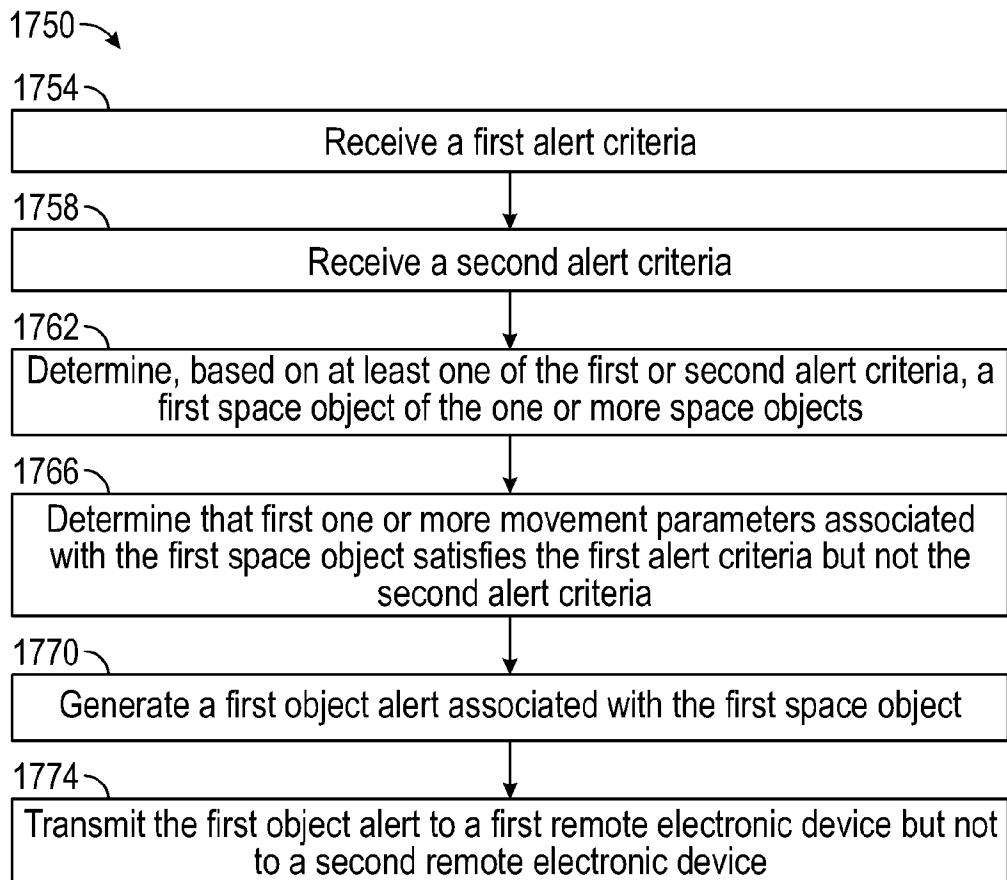 1750
1754
Receive a first alert criteria
1758
Receive a second alert criteria
1762
Determine, based on at least one of the first or second alert criteria, a
first space object of the one or more space objects
1766
Determine that first one or more movement parameters associated
with the first space object satisfies the first alert criteria but not the
second alert criteria
1770
Generate a first object alert associated with the first space object
1774
Transmit the first object alert to a first remote electronic device but not
to a second remote electronic device